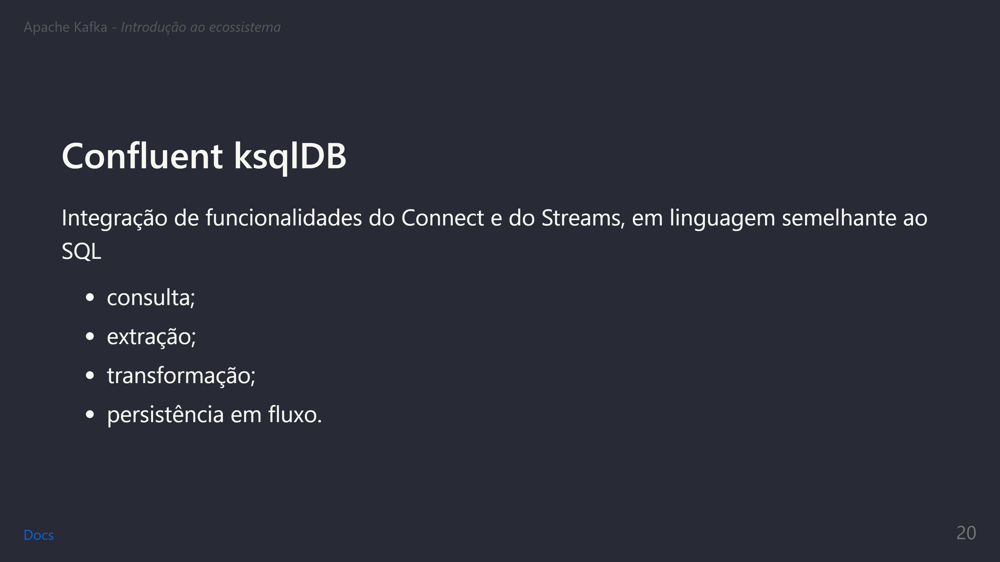 Apache Kafka - Introdução ao ecossistema
Confluent ksqlDB
Integração de funcionalidades do Connect e do Streams, em linguagem semelhante ao
SQL
• consulta;
• extração;
• transformação;
• persistência em fluxo.
Docs
20